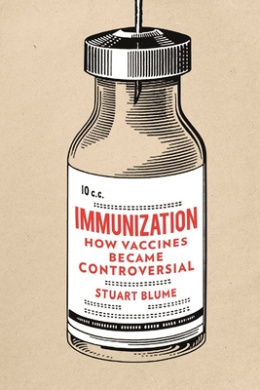 10 c.c.
IMMUNIZATION
HOW VACCINES
BECAME
CONTROVERSIAL
STUART BLUME